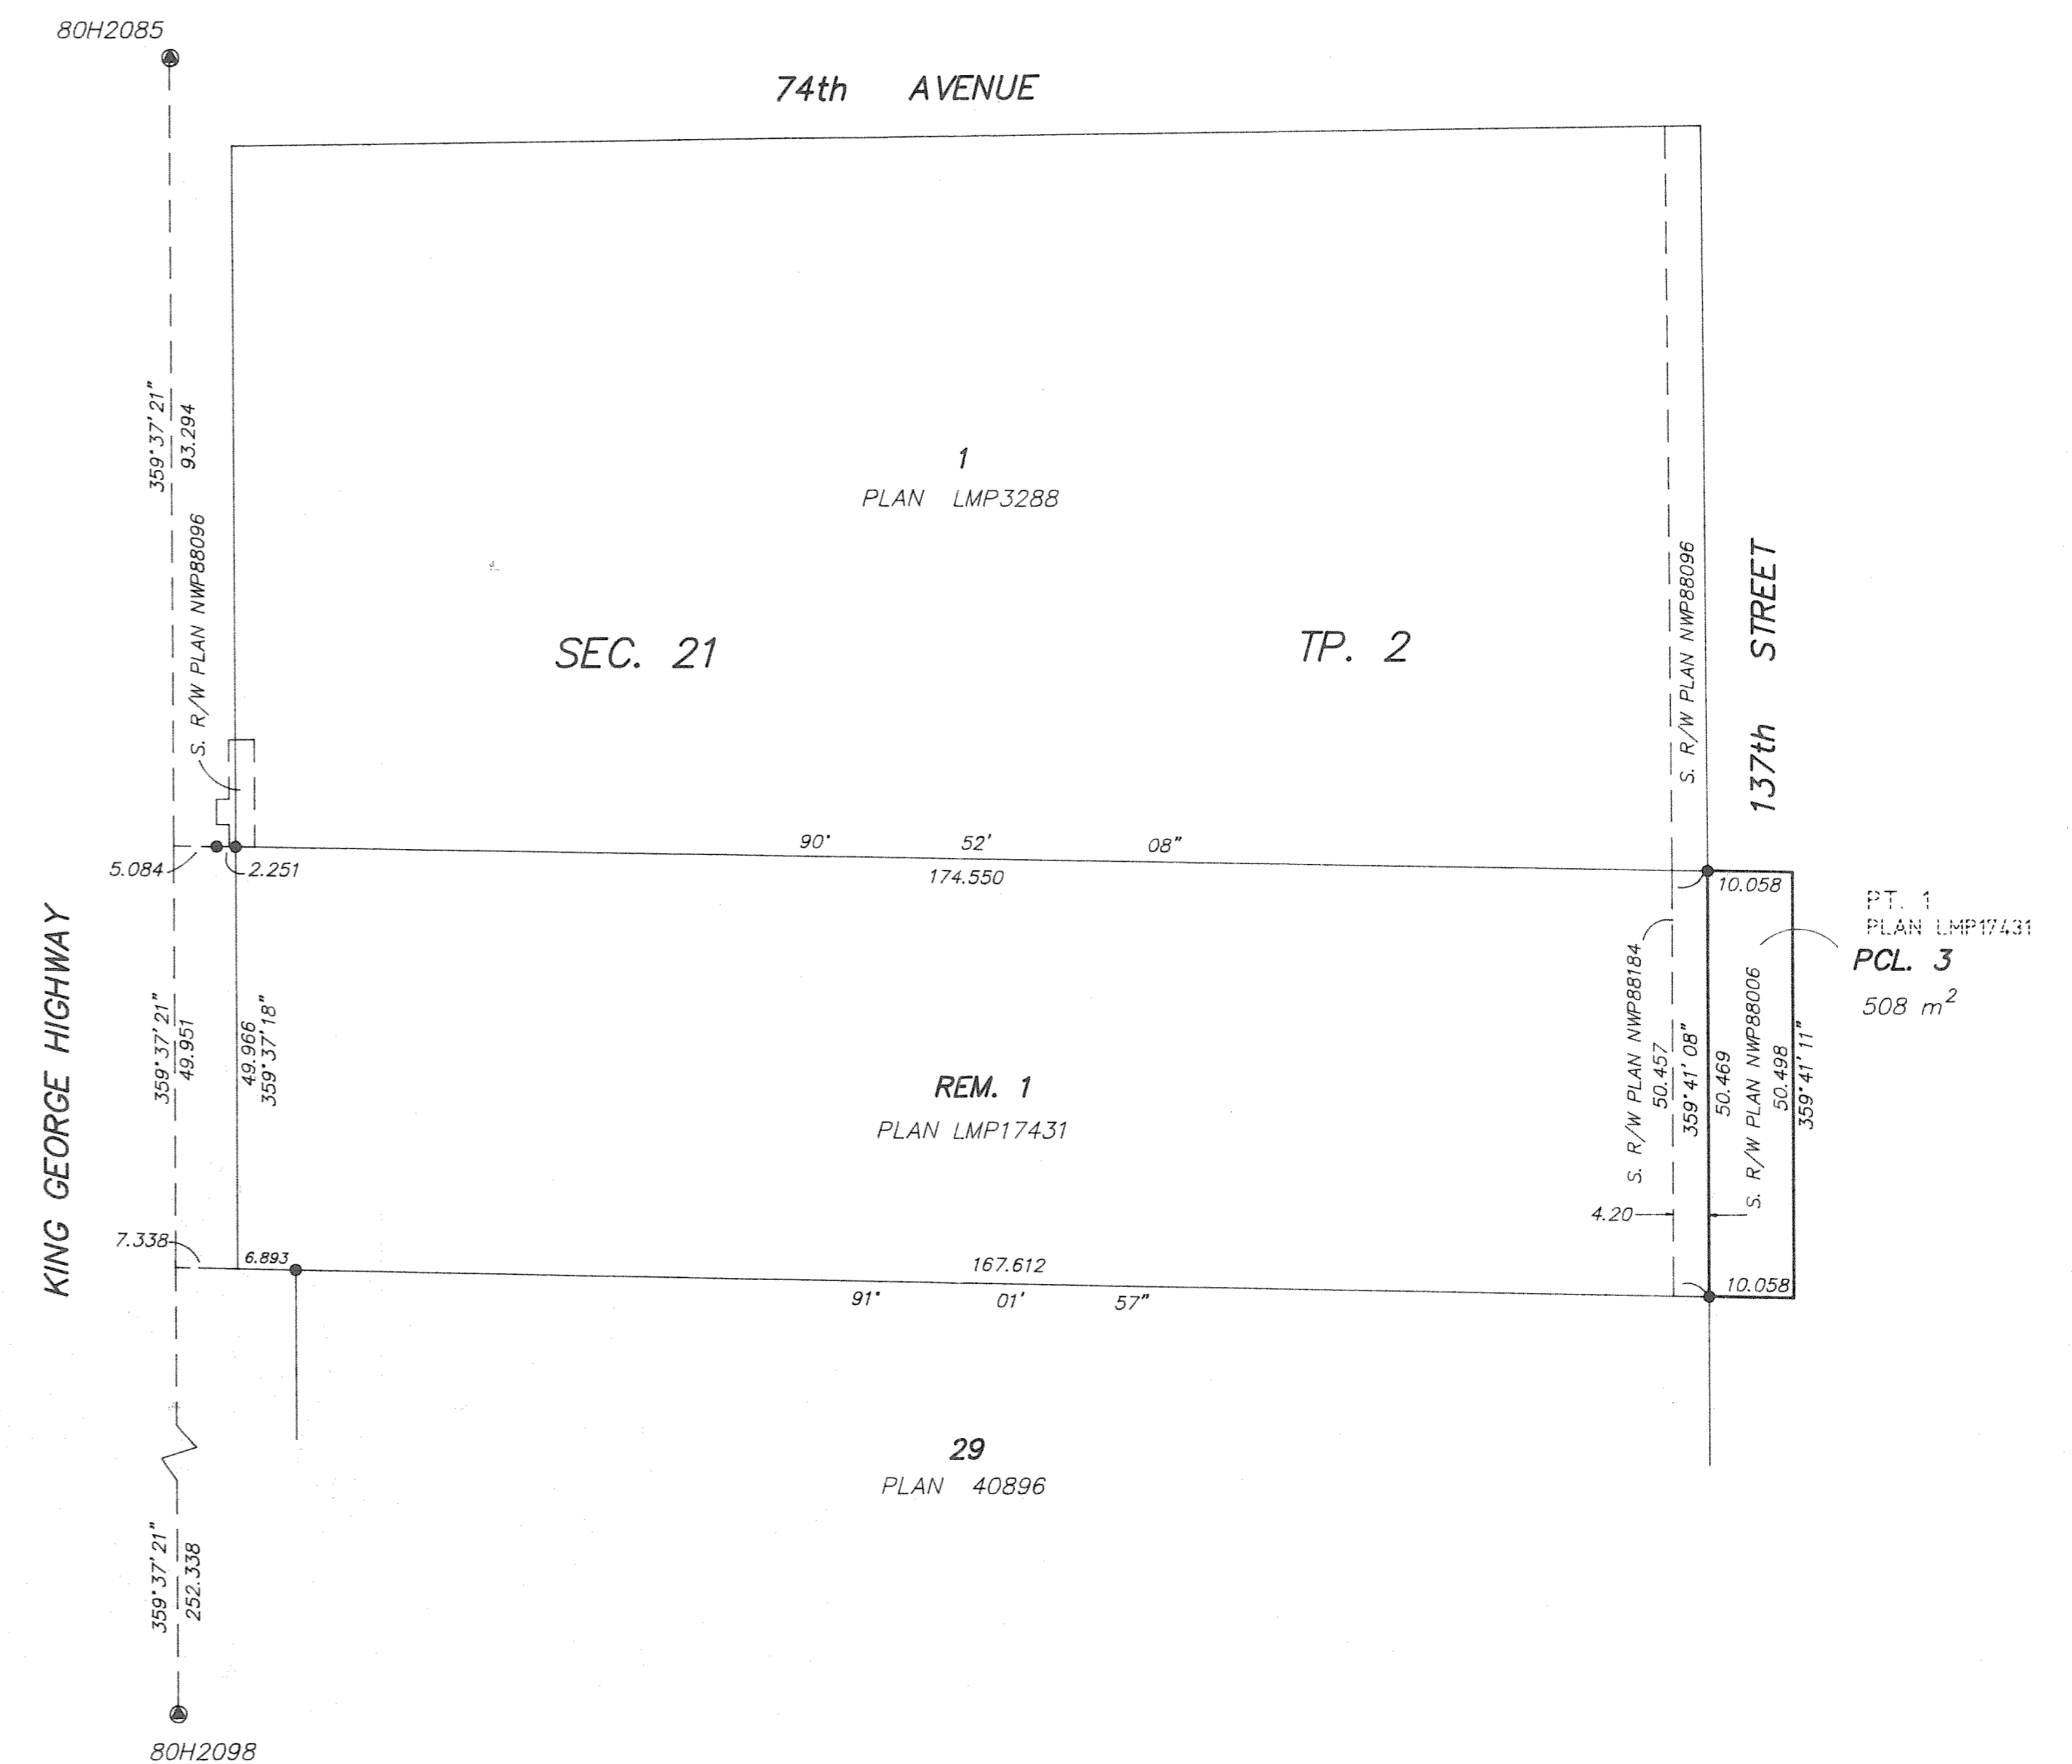 80H2085
74th AVENUE
359°37'21"
93.294
S. R/W PLAN NWP88096
1
PLAN LMP3288
SEC. 21
TP. 2
S. R/W PLAN NWP88096
137th STREET
90° 52' 08"
174.550
5.084
2.251
10.058
PT. 1
PLAN LMP17431
PCL. 3
508 m²
KING GEORGE HIGHWAY
359°37'21"
49.951
49.966
359°37'18"
REM. 1
PLAN LMP17431
S. R/W PLAN NWP88184
50.457
359°41'08"
50.469
S. R/W PLAN NWP88006
50.498
359°41'11"
4.20
7.338
6.893
167.612
91° 01' 57"
10.058
29
PLAN 40896
359°37'21"
252.338
80H2098